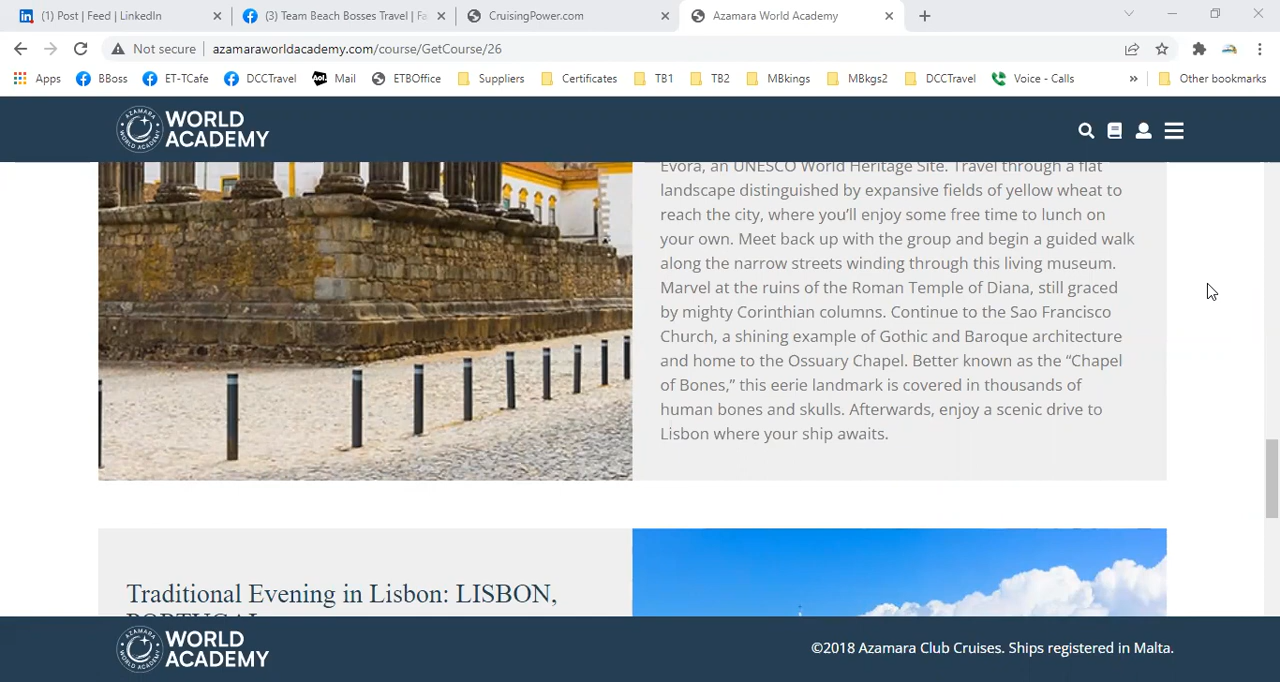 (1) Post | Feed | LinkedIn
(3) Team Beach Bosses Travel | Fa
CruisingPower.com
Azamara World Academy
Not secure
azamaraworldacademy.com/course/GetCourse/26
Apps
BBoss
ET-TCafe
DCCTravel
Aol.
Mail
ETBOffice
Suppliers
Certificates
TB1
TB2
MBkings
MBkgs2
DCCTravel
Voice - Calls
»
Other bookmarks
AZAMARA WORLD ACADEMY
WORLD
ACADEMY
Evora, an UNESCO World Heritage Site. Travel through a flat
landscape distinguished by expansive fields of yellow wheat to
reach the city, where you’ll enjoy some free time to lunch on
your own. Meet back up with the group and begin a guided walk
along the narrow streets winding through this living museum.
Marvel at the ruins of the Roman Temple of Diana, still graced
by mighty Corinthian columns. Continue to the Sao Francisco
Church, a shining example of Gothic and Baroque architecture
and home to the Ossuary Chapel. Better known as the “Chapel
of Bones,” this eerie landmark is covered in thousands of
human bones and skulls. Afterwards, enjoy a scenic drive to
Lisbon where your ship awaits.
Traditional Evening in Lisbon: LISBON,
PORTUGAL
AZAMARA WORLD ACADEMY
WORLD
ACADEMY
©2018 Azamara Club Cruises. Ships registered in Malta.